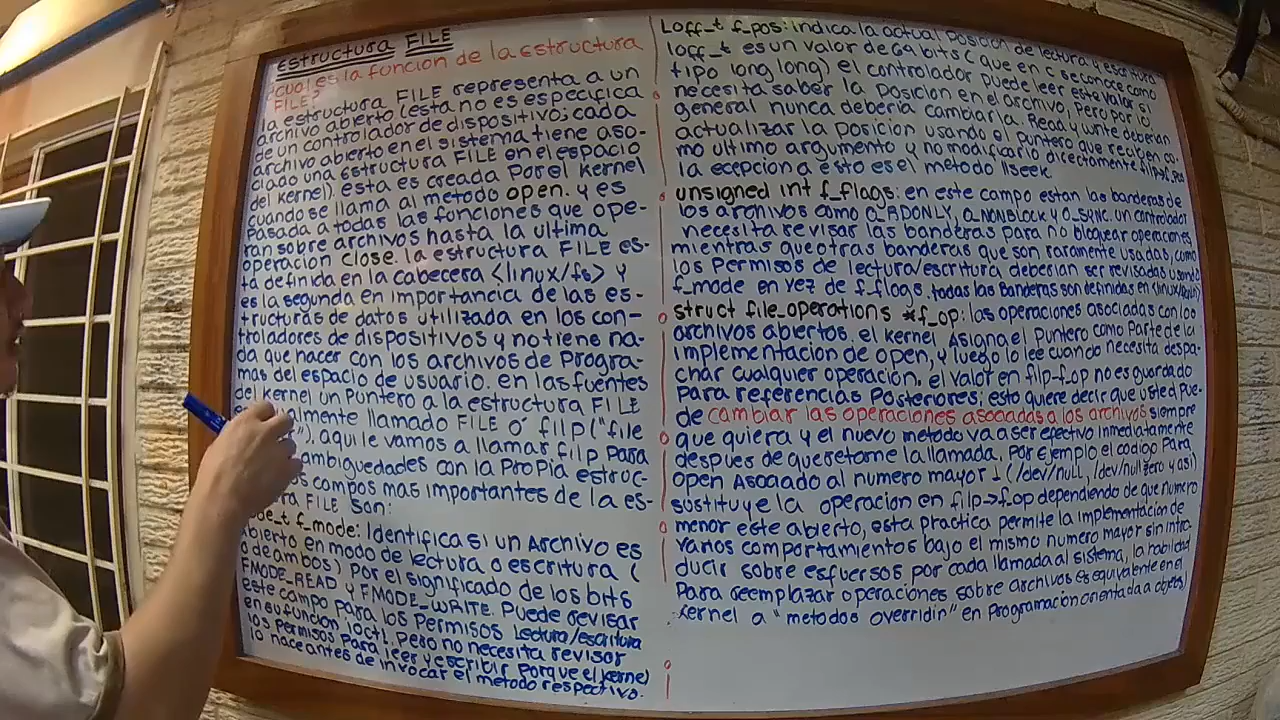 estructura FILE
¿cual es la funcion de la estructura
FILE?
la estructura FILE representa a un
archivo abierto (esta no es especifica
de un controlador de dispositivo; cada
archivo abierto en el sistema tiene aso-
ciado una estructura FILE en el espacio
del kernel) esta es creada por el kernel
cuando se llama al metodo open. y es
pasada a todas las funciones que ope-
ran sobre archivos hasta la ultima
operacion close. la estructura FILE es-
tá definida en la cabecera <linux/fs> y
es la segunda en importancia de las es-
tructuras de datos utilizada en los con-
troladores de dispositivos y no tiene na-
da que hacer con los archivos de progra-
mas del espacio de usuario. en las fuentes
del kernel un puntero a la estructura FILE
almente llamado FILE o filp ("file
"), aqui le vamos a llamar filp para
ambiguedades con la propia estruc-
os campos mas importantes de la es-
ra FILE son:
ode_t f_mode: Identifica si un Archivo es
abierto en modo de lectura o escritura (
o de ambos) por el significado de los bits
FMODE_READ y FMODE_WRITE. Puede revisar
este campo para los permisos lectura/escritura
en su funcion ioctl, pero no necesita revisar
los permisos para leer y escribir porque el kernel
lo hace antes de invocar el metodo respectivo.
Loff_t f_pos: indica la actual posicion de lectura y escritura
loff_t es un valor de 64 bits (que en c se conoce como
tipo long long) el controlador puede leer este valor si
necesita saber la posicion en el archivo, pero por lo
general nunca deberia cambiarla. Read y write deberian
actualizar la posicion usando el puntero que reciben co-
mo ultimo argumento y no modificarlo directamente filp->f_pos
la ecepcion a esto es el metodo llseek.
unsigned int f_flags: en este campo estan las banderas de
los archivos como O_RDONLY, O_NONBLOCK y O_SYNC. un controlador
necesita revisar las banderas para no bloquear operaciones
mientras que otras banderas que son raramente usadas, como
los permisos de lectura/escritura deberian ser revisadas usando
f_mode en vez de f_flags. todas las banderas son definidas en <linux/fcntl>
struct file_operations *f_op: las operaciones asociadas con los
archivos abiertos. el kernel asigna el puntero como parte de la
implementacion de open, y luego lo lee cuando necesita despa-
char cualquier operación. el valor en filp->f_op no es guardado
para referencias posteriores; esto quiere decir que usted pue-
de cambiar las operaciones asociadas a los archivos siempre
que quiera y el nuevo metodo va a ser efectivo inmediatamente
despues de que retorne la llamada. Por ejemplo el codigo para
open Asociado al numero mayor 1 (/dev/null, /dev/null zero y asi)
sustituye la operacion en filp->f_op dependiendo de que numero
menor este abierto, esta practica permite la implementación de
varios comportamientos bajo el mismo numero mayor sin intro
ducir sobre esfuersos por cada llamada al sistema, la habilidad
para reemplazar operaciones sobre archivos es equivalente en el
kernel a "metodos overridin" en programacion orientada a objetos